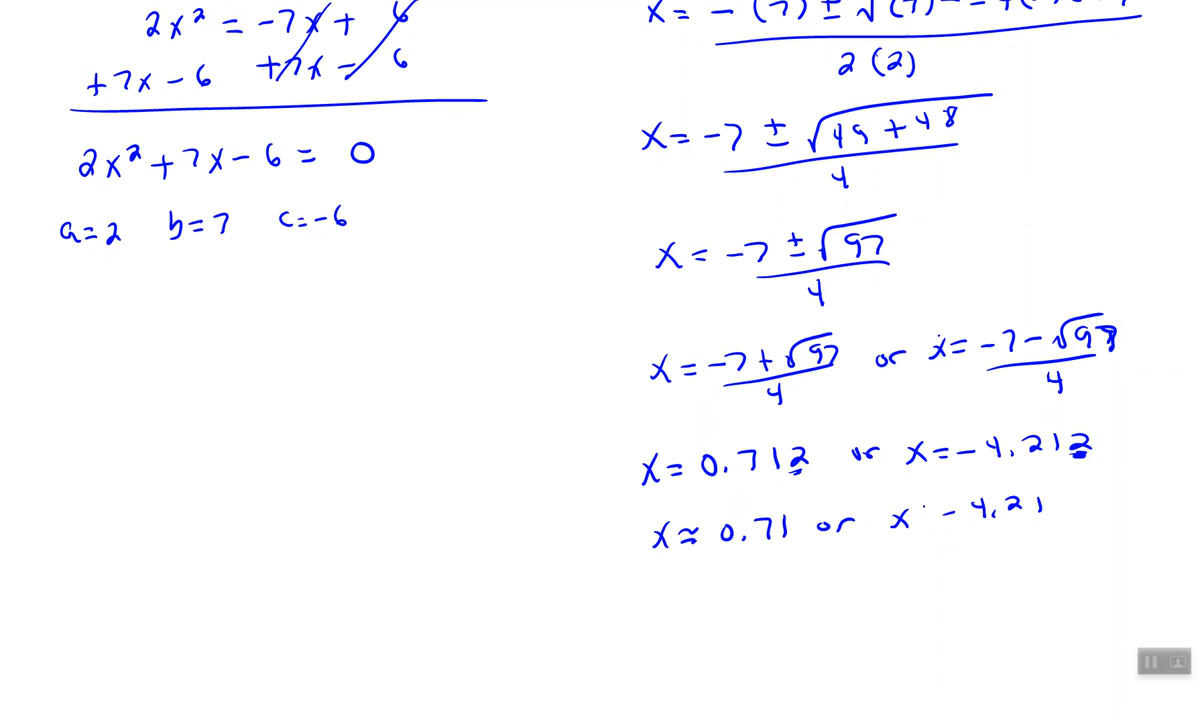 2x² = -7x + 6
+7x - 6 +7x - 6
2x² + 7x - 6 = 0
a=2 b=7 c=-6
x = -(7) ± √(7)
2(2)
x = -7 ± √49 + 48
4
x = -7 ± √97
4
x = -7 + √97 or x = -7 - √97
4 4
x = 0.712 or x = -4.212
x ≈ 0.71 or x -4.21